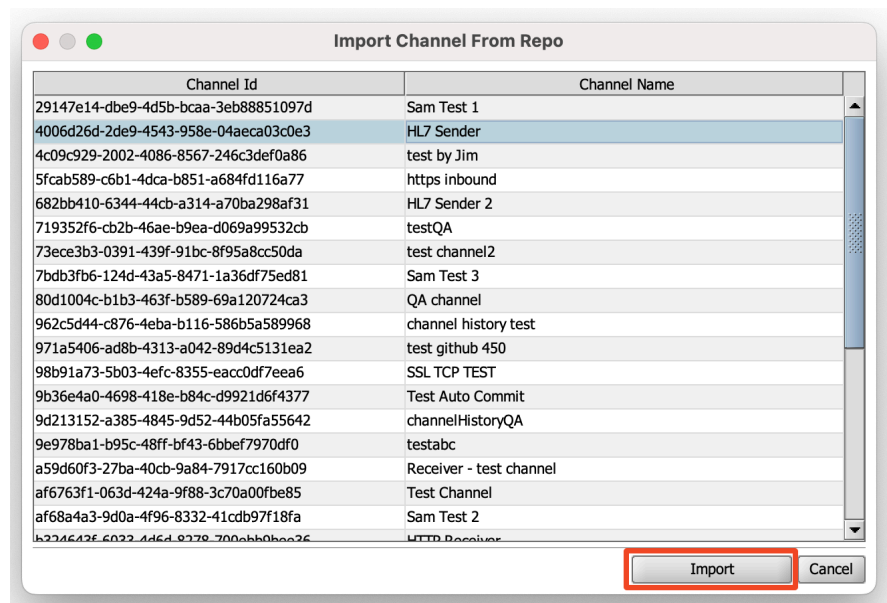 Import Channel From Repo
Channel Id Channel Name
29147e14-dbe9-4d5b-bcaa-3eb88851097d Sam Test 1
4006d26d-2de9-4543-958e-04aeca03c0e3 HL7 Sender
4c09c929-2002-4086-8567-246c3def0a86 test by Jim
5fcab589-c6b1-4dca-b851-a684fd116a77 https inbound
682bb410-6344-44cb-a314-a70ba298af31 HL7 Sender 2
719352f6-cb2b-46ae-b9ea-d069a99532cb testQA
73ece3b3-0391-439f-91bc-8f95a8cc50da test channel2
7bdb3fb6-124d-43a5-8471-1a36df75ed81 Sam Test 3
80d1004c-b1b3-463f-b589-69a120724ca3 QA channel
962c5d44-c876-4eba-b116-586b5a589968 channel history test
971a5406-ad8b-4313-a042-89d4c5131ea2 test github 450
98b91a73-5b03-4efc-8355-eacc0df7eea6 SSL TCP TEST
9b36e4a0-4698-418e-b84c-d9921d6f4377 Test Auto Commit
9d213152-a385-4845-9d52-44b05fa55642 channelHistoryQA
9e978ba1-b95c-48ff-bf43-6bbef7970df0 testabc
a59d60f3-27ba-40cb-9a84-7917cc160b09 Receiver - test channel
af6763f1-063d-424a-9f88-3c70a00fbe85 Test Channel
af68a4a3-9d0a-4f96-8332-41cdb97f18fa Sam Test 2
HTTP Receiver
Import Cancel